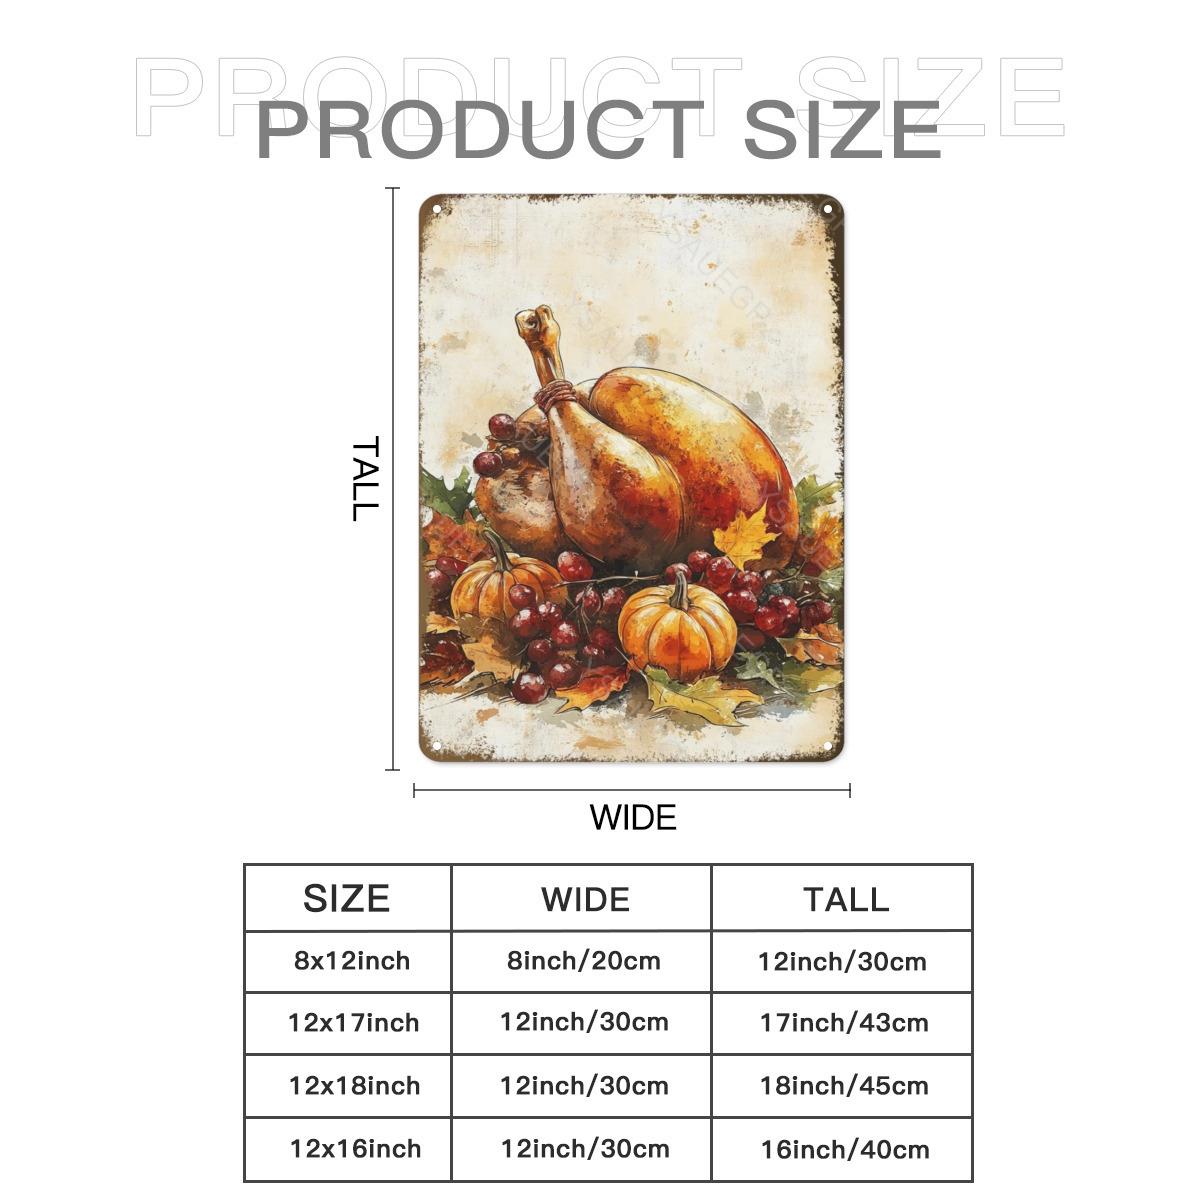 PRODUCT SIZE
PRODUCT SIZE
TALL
WIDE
SIZE WIDE TALL
8x12inch 8inch/20cm 12inch/30cm
12x17inch 12inch/30cm 17inch/43cm
12x18inch 12inch/30cm 18inch/45cm
12x16inch 12inch/30cm 16inch/40cm